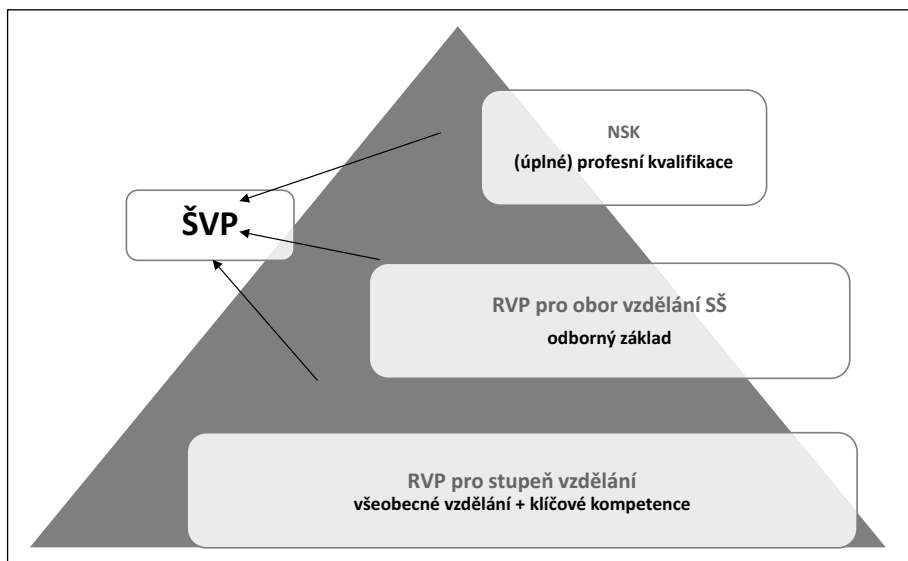 NSK
(úplné) profesní kvalifikace
ŠVP
RVP pro obor vzdělání SŠ
odborný základ
RVP pro stupeň vzdělání
všeobecné vzdělání + klíčové kompetence